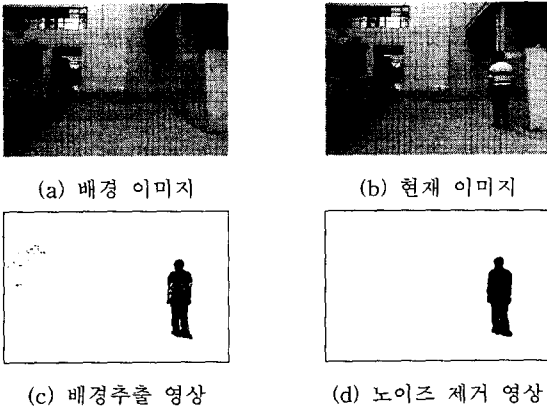 (a) 배경 이미지
(b) 현재 이미지
(c) 배경추출 영상
(d) 노이즈 제거 영상